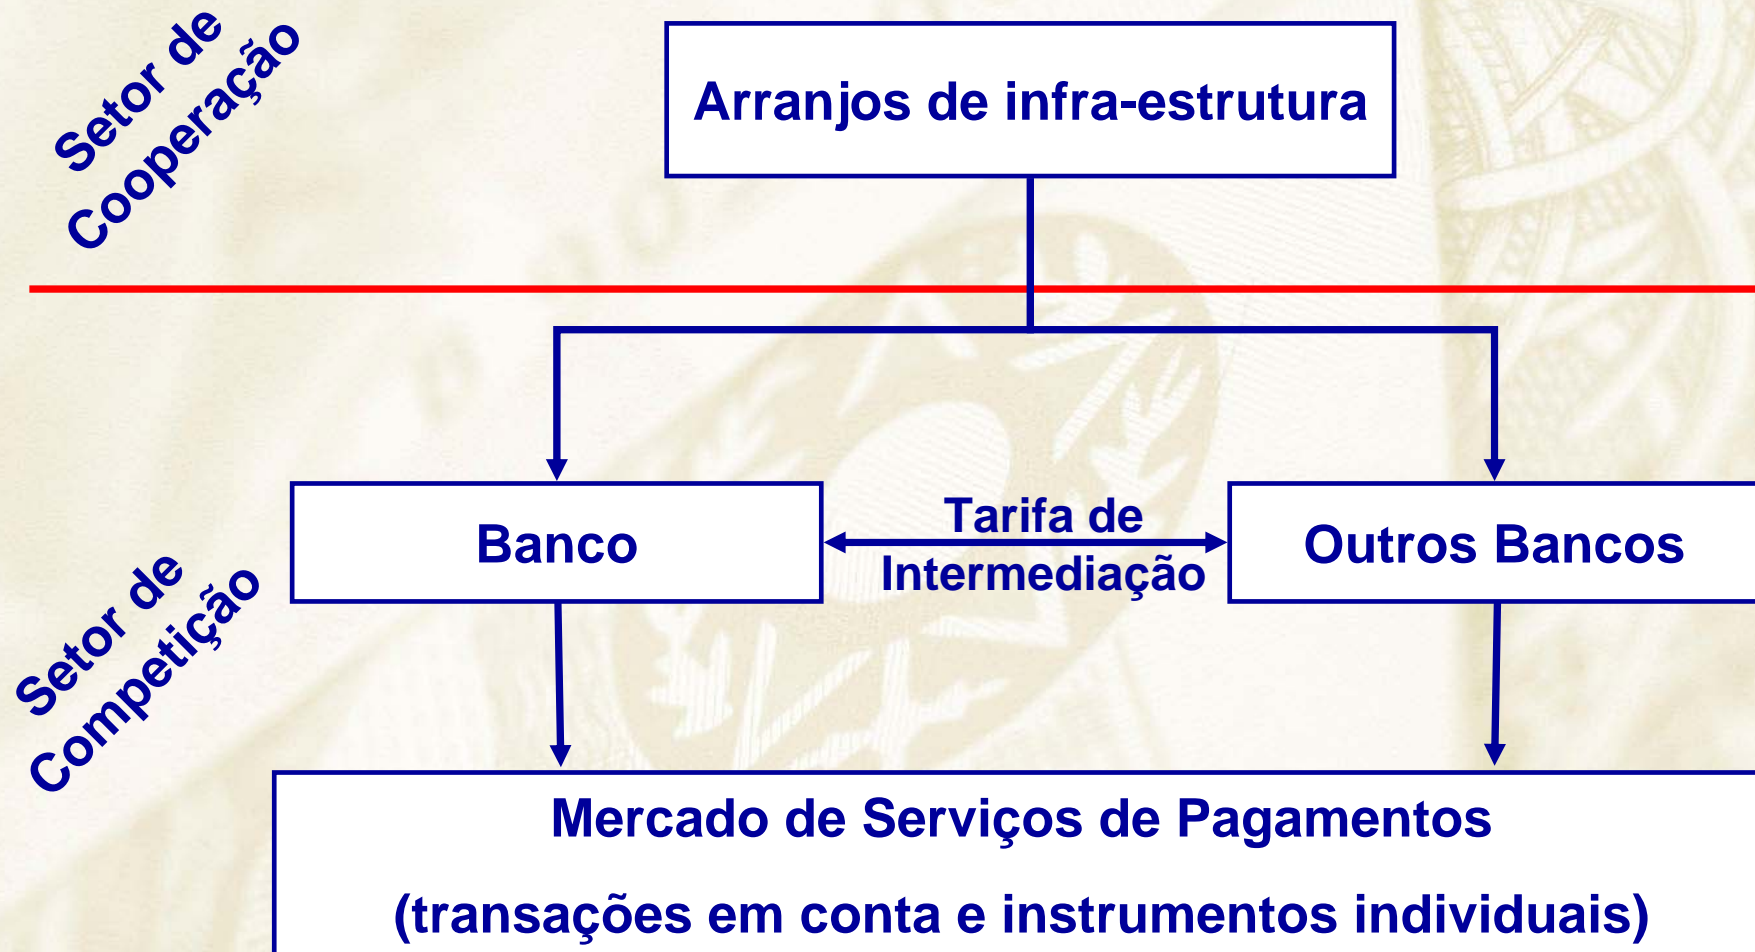 Setor de
Cooperação
Arranjos de infra-estrutura
Banco
Tarifa de
Intermediação
Outros Bancos
Setor de
Competição
Mercado de Serviços de Pagamentos
(transações em conta e instrumentos individuais)